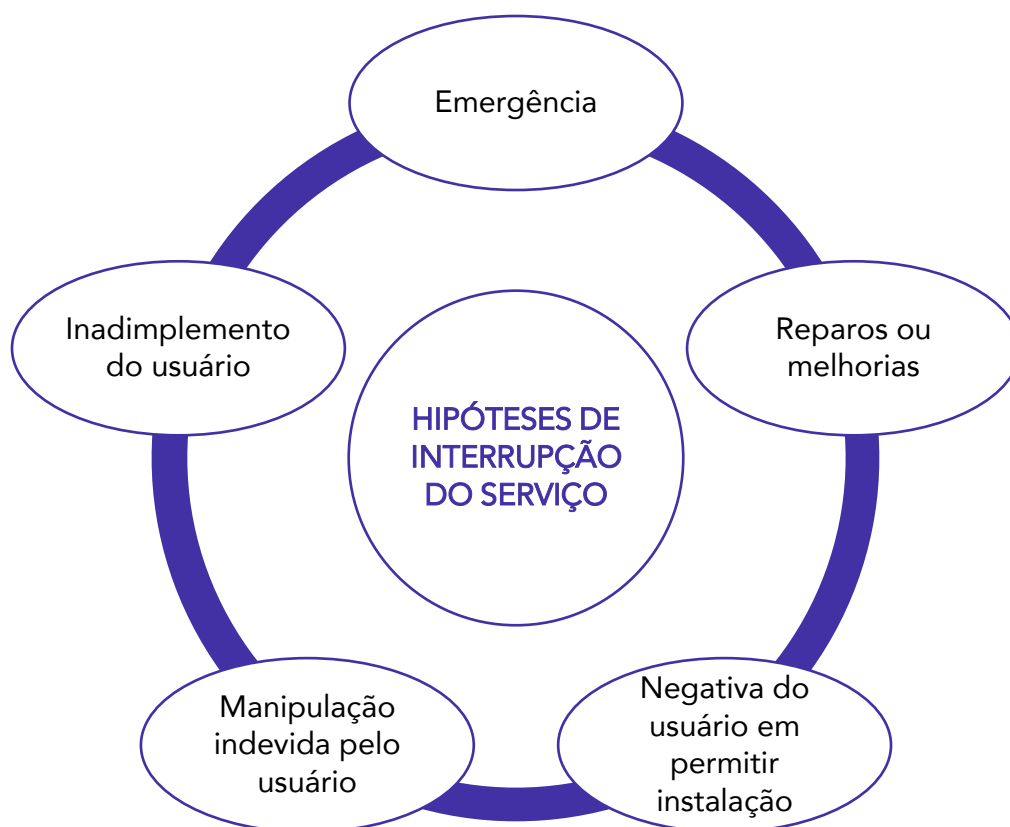 Emergência
Inadimplemento
do usuário
Reparos ou
melhorias
HIPÓTESES DE
INTERRUPÇÃO
DO SERVIÇO
Manipulação
indevida pelo
usuário
Negativa do
usuário em
permitir
instalação